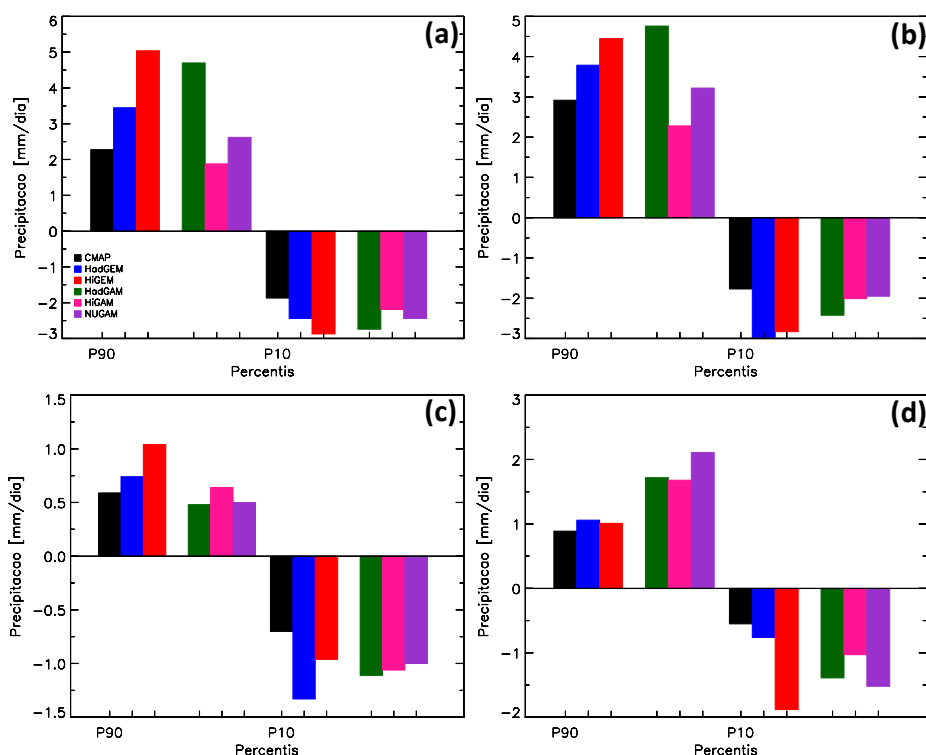 (a)
6
5
4
3
2
1
0
−1
−2
−3
Precipitacao [mm/dia]
CMAP
HadGEM
HiGEM
HadGAM
HiGAM
NUGAM
P90 P10
Percentis
(b)
5
4
3
2
1
0
−1
−2
−3
Precipitacao [mm/dia]
P90 P10
Percentis
(c)
1.5
1.0
0.5
0.0
−0.5
−1.0
−1.5
Precipitacao [mm/dia]
P90 P10
Percentis
(d)
3
2
1
0
−1
−2
Precipitacao [mm/dia]
P90 P10
Percentis